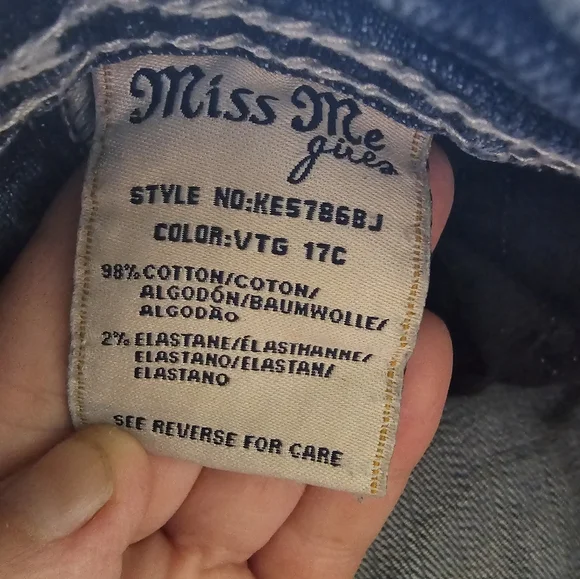 Miss Me
girls
STYLE NO:KE5786BJ
COLOR:VTG 17C
98% COTTON/COTON/
ALGODÓN/BAUMWOLLE/
ALGODÃO
2% ELASTANE/ÉLASTHANNE/
ELASTANO/ELASTAN/
ELASTANO
SEE REVERSE FOR CARE